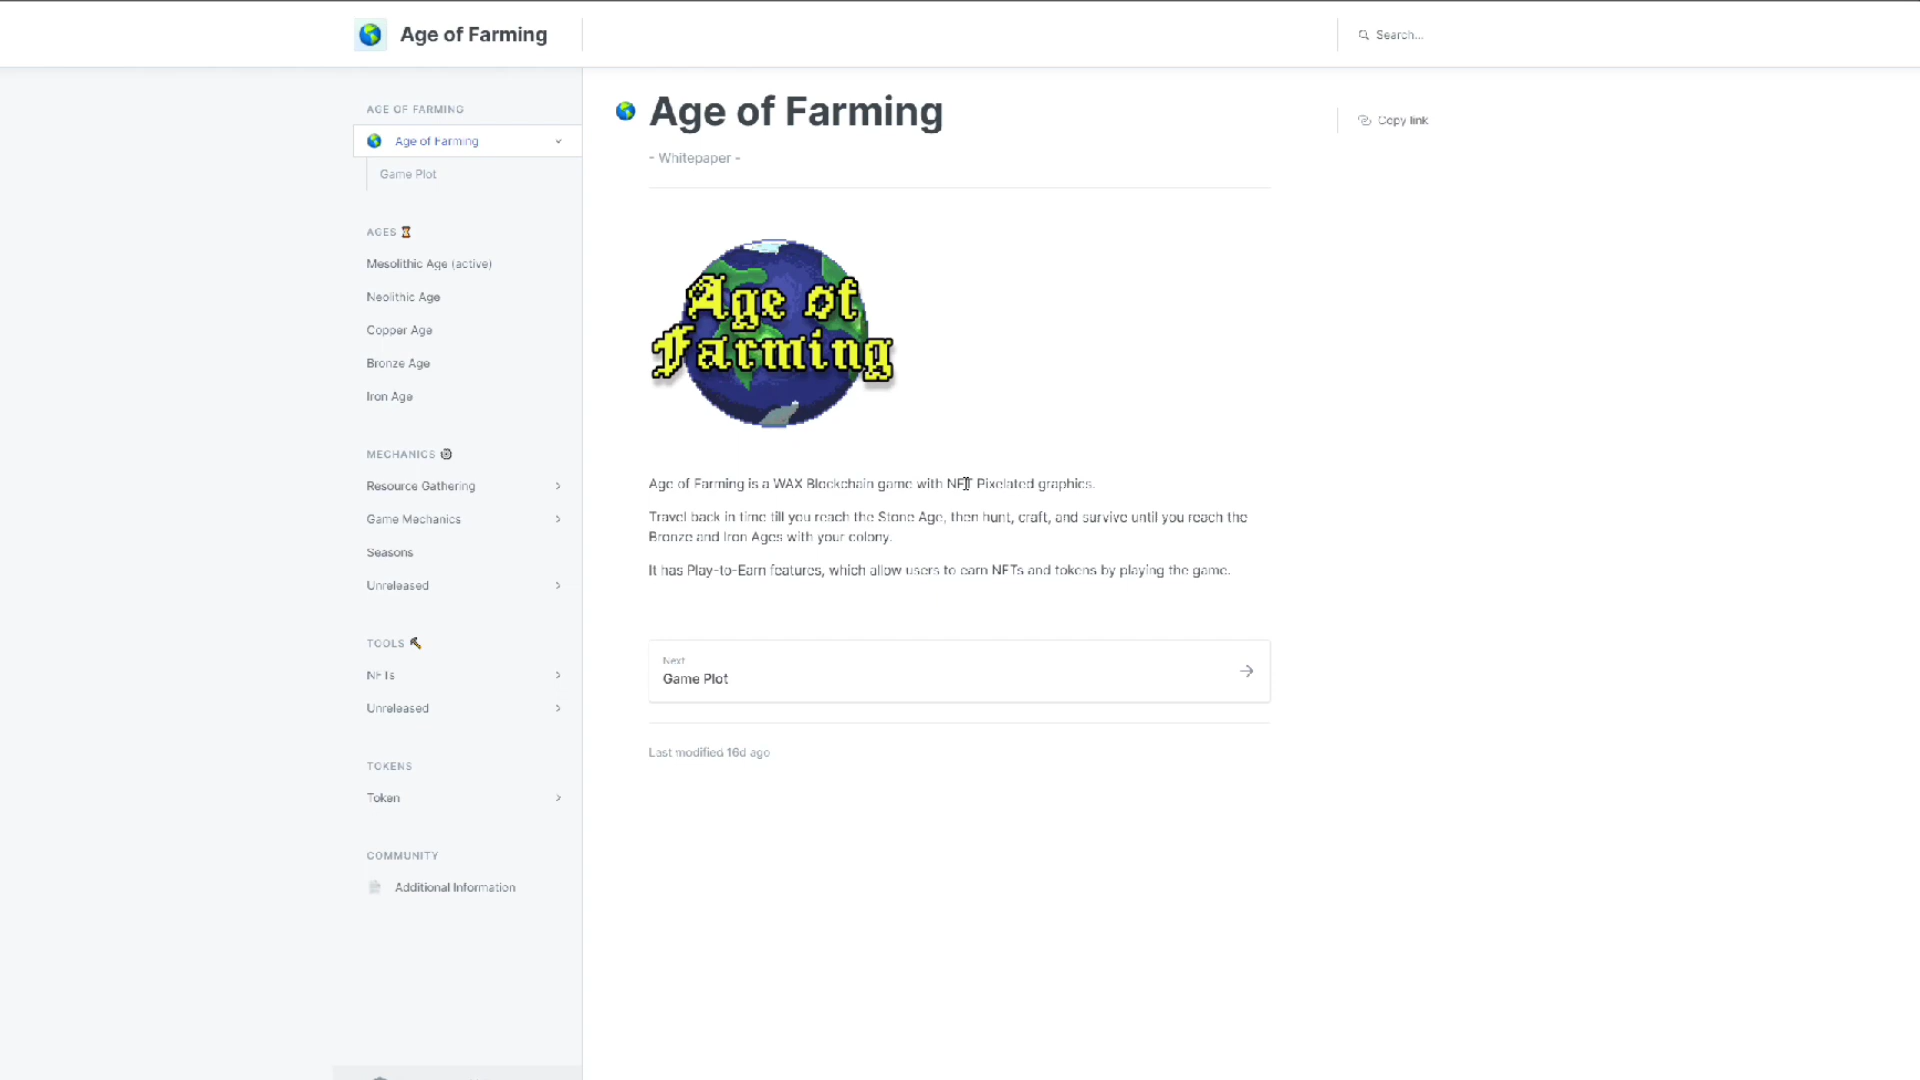 Age of Farming
Search...
AGE OF FARMING
Age of Farming
Game Plot
AGES
Mesolithic Age (active)
Neolithic Age
Copper Age
Bronze Age
Iron Age
MECHANICS
Resource Gathering
Game Mechanics
Seasons
Unreleased
TOOLS
NFTs
Unreleased
TOKENS
Token
COMMUNITY
Additional Information
Age of Farming
- Whitepaper -
Copy link
Age of
Farming
Age of Farming is a WAX Blockchain game with NFT Pixelated graphics.
Travel back in time till you reach the Stone Age, then hunt, craft, and survive until you reach the
Bronze and Iron Ages with your colony.
It has Play-to-Earn features, which allow users to earn NFTs and tokens by playing the game.
Next
Game Plot
Last modified 16d ago